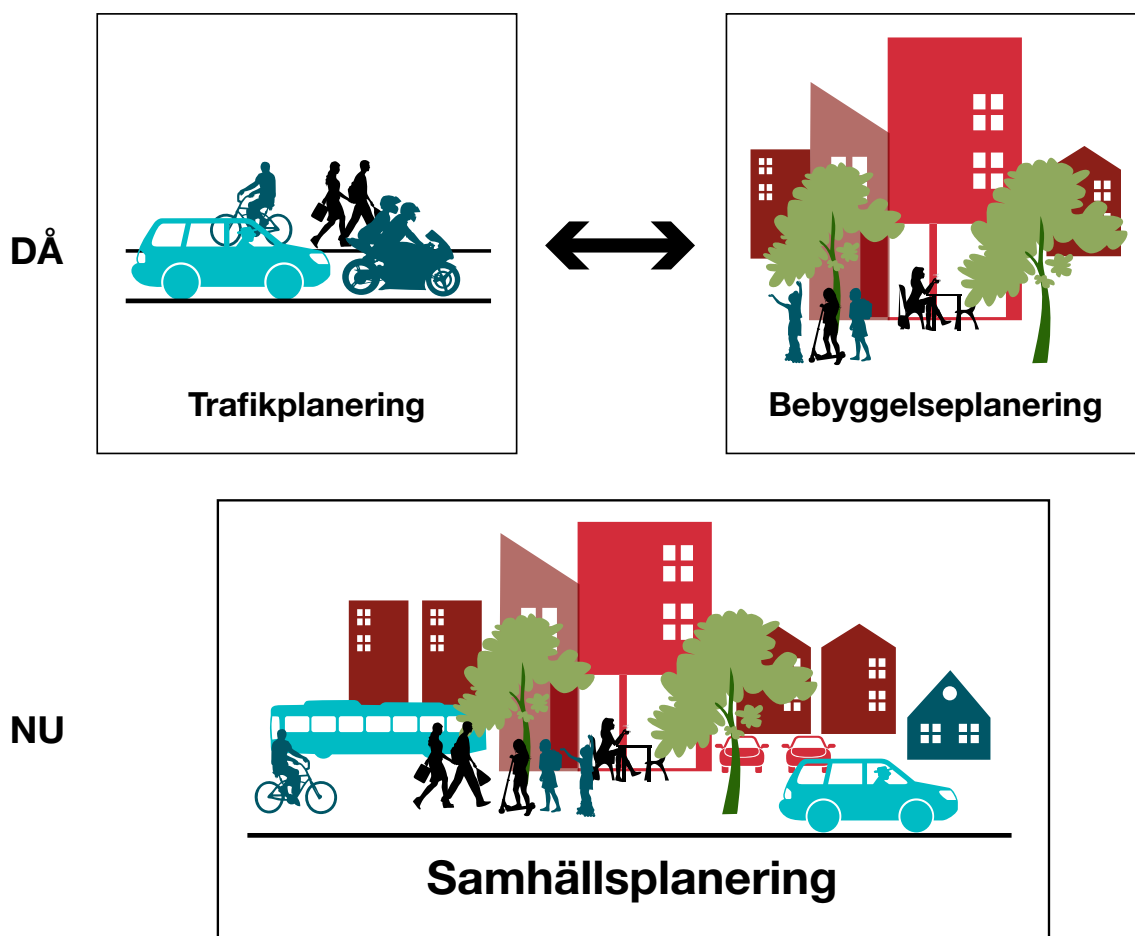 DÅ
Trafikplanering
Bebyggelseplanering
NU
Samhällsplanering